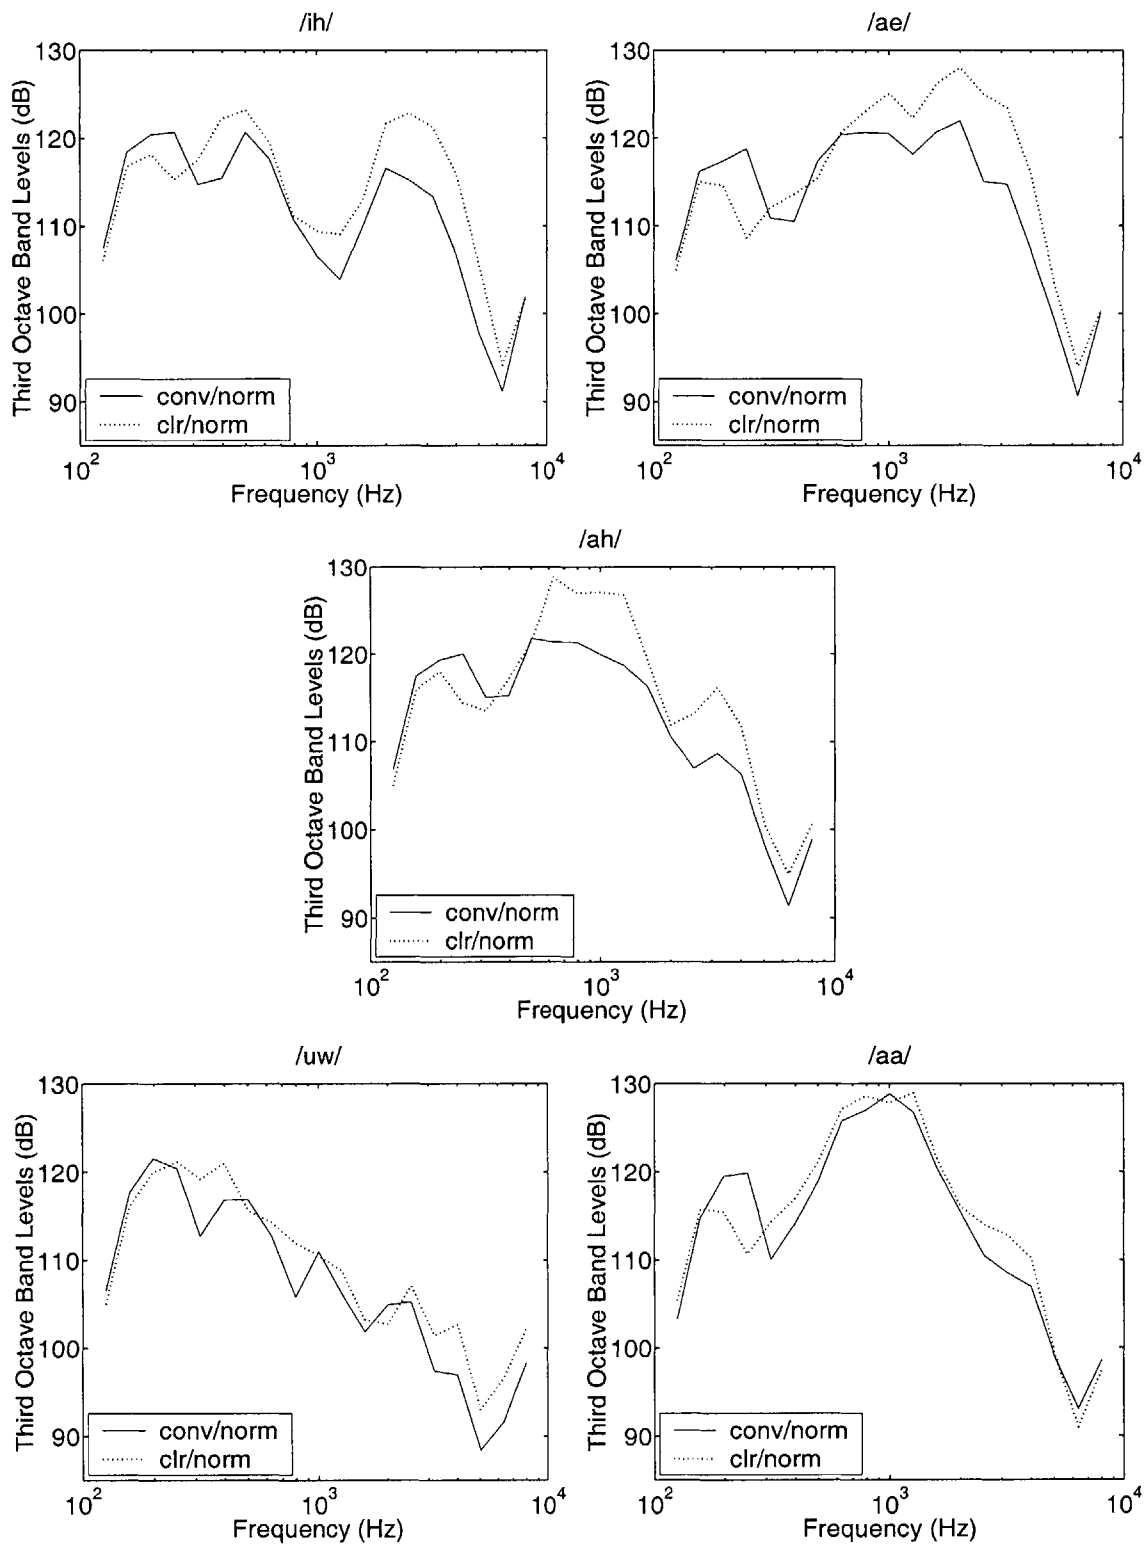 /ih/
130
120
110
100
90
Third Octave Band Levels (dB)
conv/norm
clr/norm
10^2
10^3
10^4
Frequency (Hz)
/ae/
130
120
110
100
90
Third Octave Band Levels (dB)
conv/norm
clr/norm
10^2
10^3
10^4
Frequency (Hz)
/ah/
130
120
110
100
90
Third Octave Band Levels (dB)
conv/norm
clr/norm
10^2
10^3
10^4
Frequency (Hz)
/uw/
130
120
110
100
90
Third Octave Band Levels (dB)
conv/norm
clr/norm
10^2
10^3
10^4
Frequency (Hz)
/aa/
130
120
110
100
90
Third Octave Band Levels (dB)
conv/norm
clr/norm
10^2
10^3
10^4
Frequency (Hz)